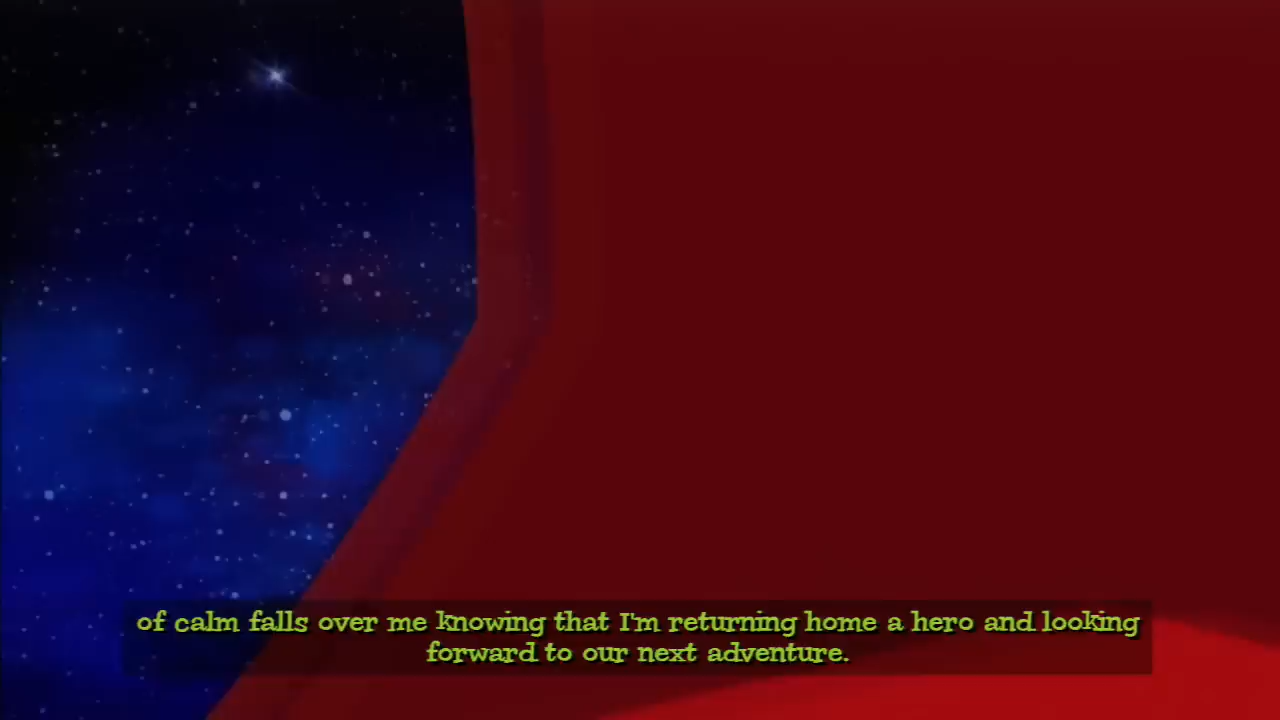 of calm falls over me knowing that I'm returning home a hero and looking
forward to our next adventure.